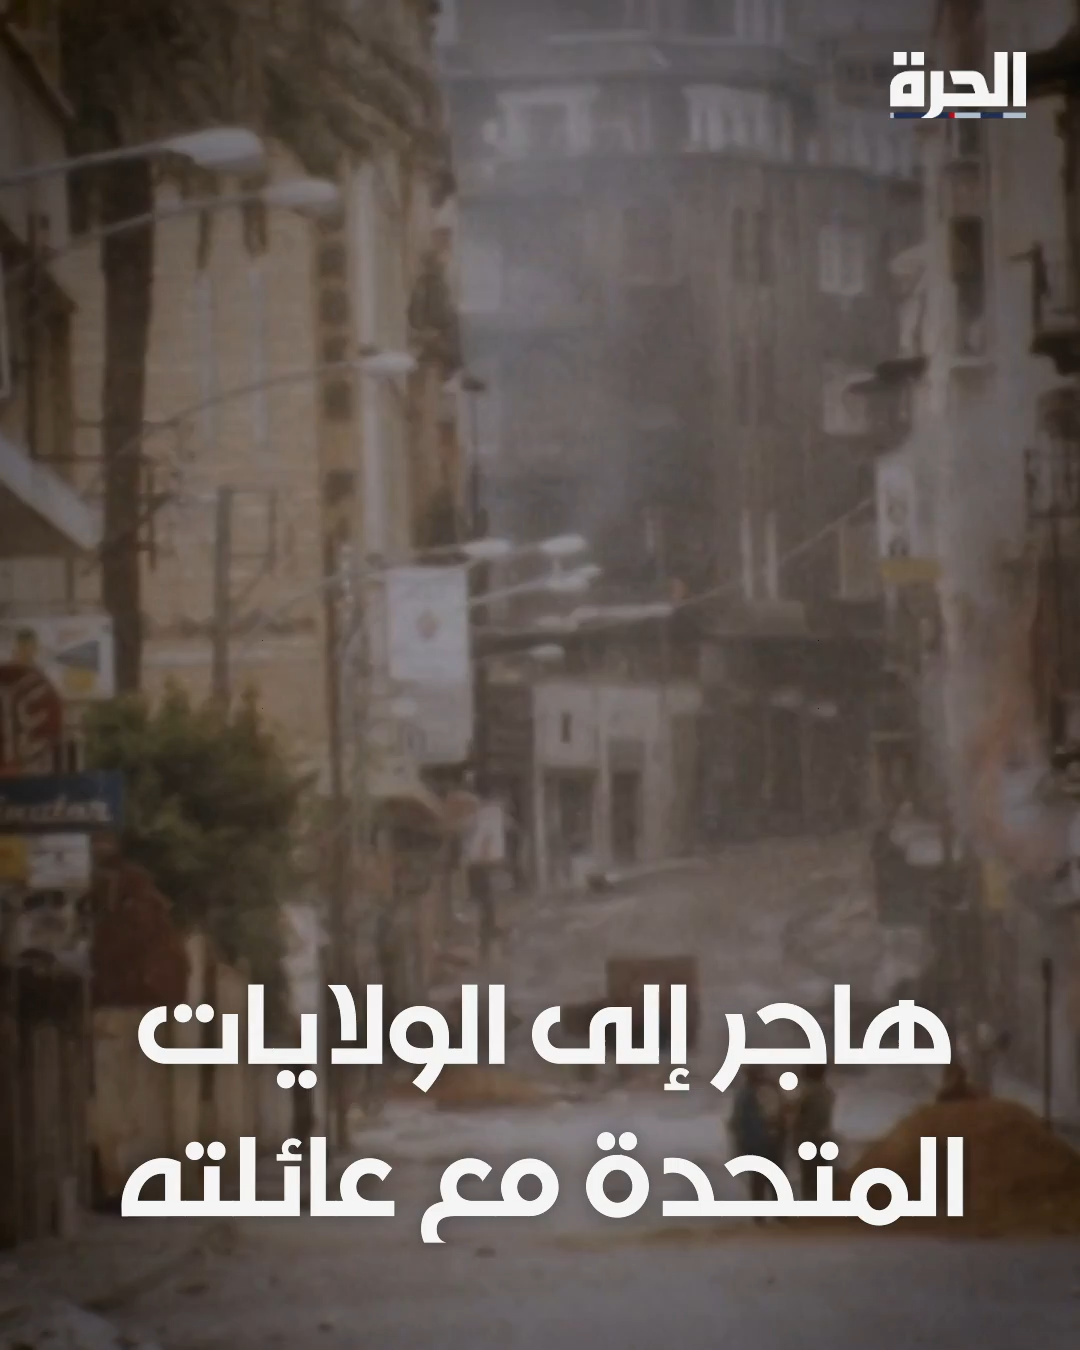 الحرة
هاجر إلى الولايات
المتحدة مع عائلته